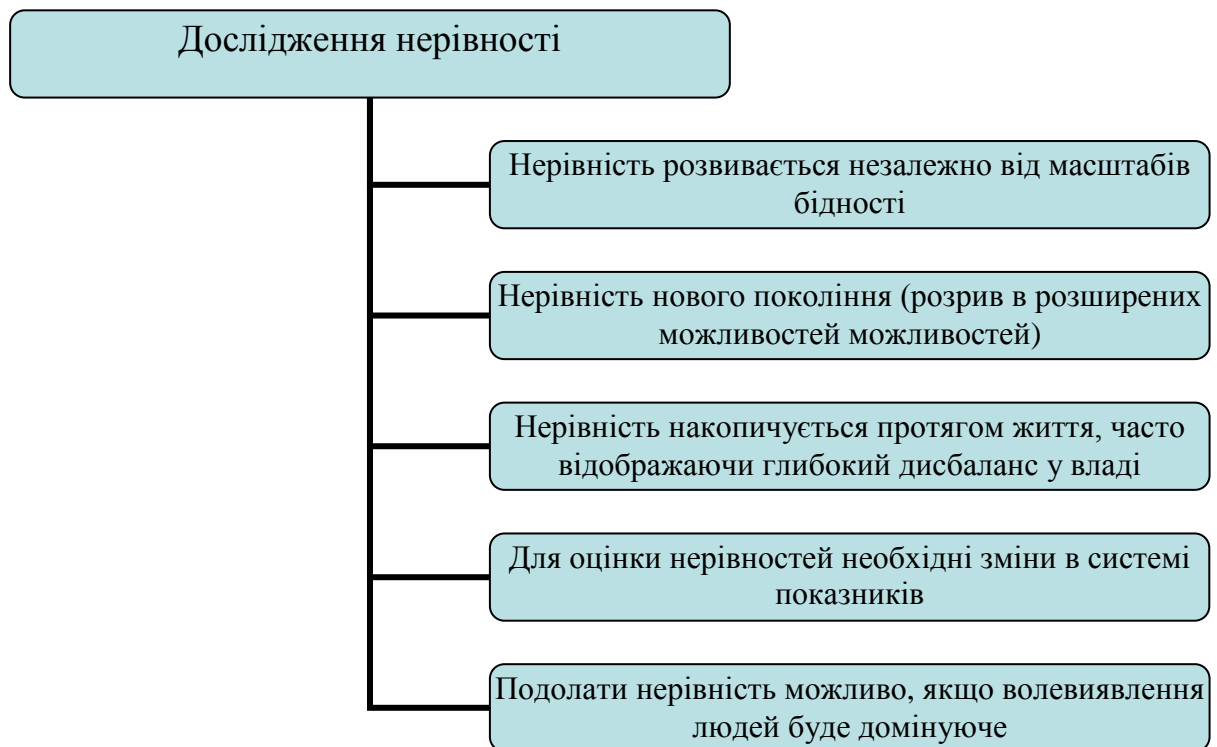 Дослідження нерівності
Нерівність розвивається незалежно від масштабів
бідності
Нерівність нового покоління (розрив в розширених
можливостей можливостей)
Нерівність накопичується протягом життя, часто
відображаючи глибокий дисбаланс у владі
Для оцінки нерівностей необхідні зміни в системі
показників
Подолати нерівність можливо, якщо волевиявлення
людей буде домінуюче